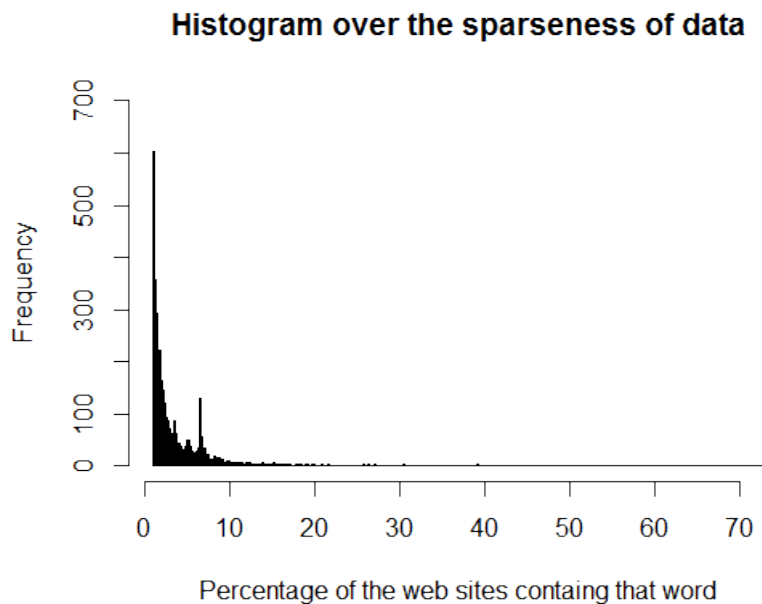 Histogram over the sparseness of data
Frequency
700
500
300
100
0
0 10 20 30 40 50 60 70
Percentage of the web sites containg that word